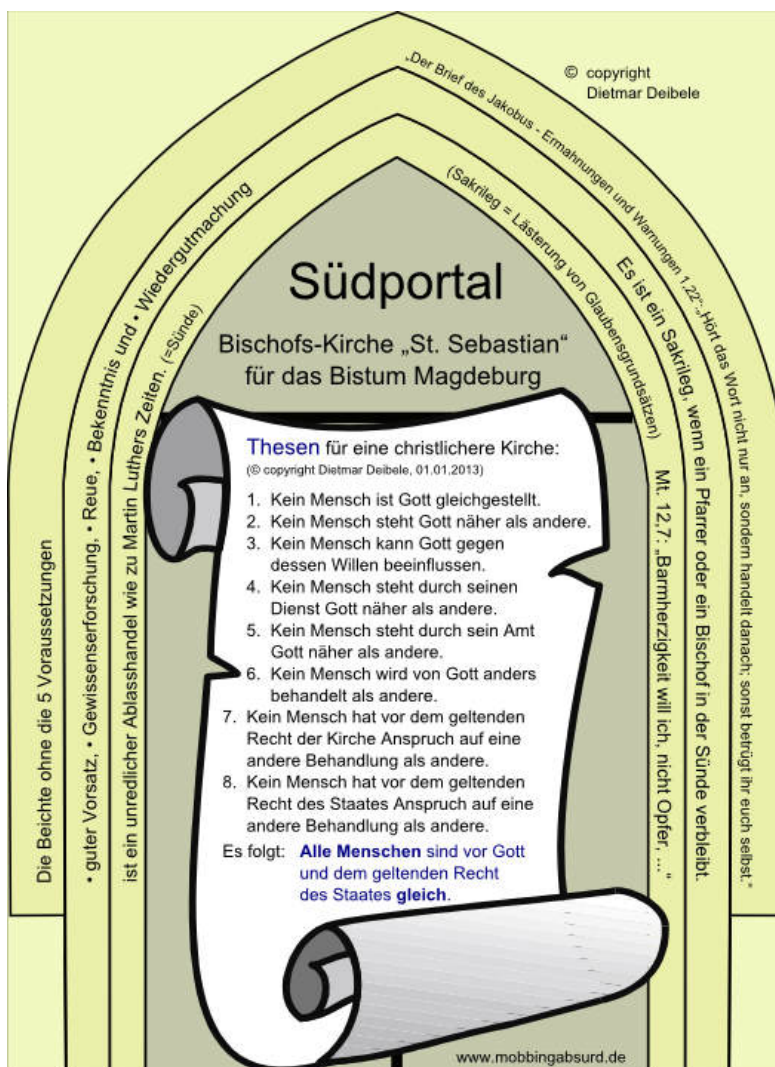 © copyright
Dietmar Deibele
„Der Brief des Jakobus - Ermahnungen und Warnungen 1,22“: „Hört das Wort nicht nur an, sondern handelt danach; sonst betrügt ihr euch selbst.“
Es ist ein Sakrileg, wenn ein Pfarrer oder ein Bischof in der Sünde verbleibt.
(Sakrileg = Lästerung von Glaubensgrundsätzen)
Mt. 12,7: „Barmherzigkeit will ich, nicht Opfer, ... “
Die Beichte ohne die 5 Voraussetzungen
• guter Vorsatz, • Gewissenserforschung, • Reue, • Bekenntnis und • Wiedergutmachung
ist ein unredlicher Ablasshandel wie zu Martin Luthers Zeiten. (=Sünde)
Südportal
Bischofs-Kirche „St. Sebastian“
für das Bistum Magdeburg
Thesen für eine christlichere Kirche:
(© copyright Dietmar Deibele, 01.01.2013)
1. Kein Mensch ist Gott gleichgestellt.
2. Kein Mensch steht Gott näher als andere.
3. Kein Mensch kann Gott gegen
dessen Willen beeinflussen.
4. Kein Mensch steht durch seinen
Dienst Gott näher als andere.
5. Kein Mensch steht durch sein Amt
Gott näher als andere.
6. Kein Mensch wird von Gott anders
behandelt als andere.
7. Kein Mensch hat vor dem geltenden
Recht der Kirche Anspruch auf eine
andere Behandlung als andere.
8. Kein Mensch hat vor dem geltenden
Recht des Staates Anspruch auf eine
andere Behandlung als andere.
Es folgt: Alle Menschen sind vor Gott
und dem geltenden Recht
des Staates gleich.
www.mobbingabsurd.de